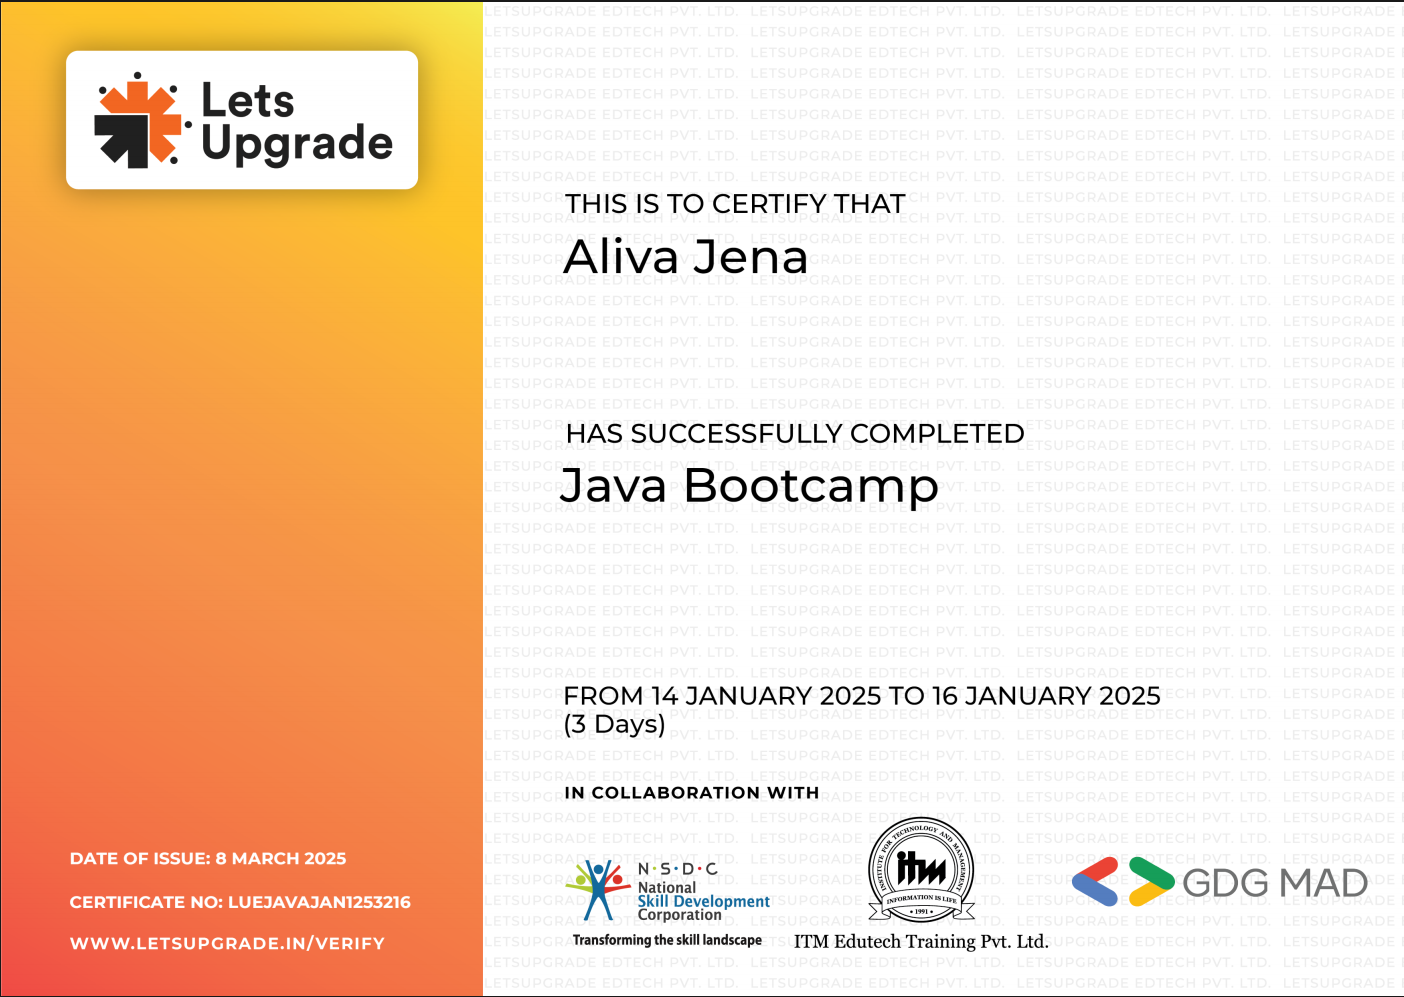 Lets
Upgrade
THIS IS TO CERTIFY THAT
Aliva Jena
HAS SUCCESSFULLY COMPLETED
Java Bootcamp
FROM 14 JANUARY 2025 TO 16 JANUARY 2025
(3 Days)
IN COLLABORATION WITH
DATE OF ISSUE: 8 MARCH 2025
CERTIFICATE NO: LUEJAVAJAN1253216
WWW.LETSUPGRADE.IN/VERIFY
N·S·D·C
National
Skill Development
Corporation
Transforming the skill landscape
INSTITUTE FOR TECHNOLOGY AND MANAGEMENT
itm
INFORMATION IS LIFE
• 1991 •
ITM Edutech Training Pvt. Ltd.
GDG MAD
LETSUPGRADE EDTECH PVT. LTD.